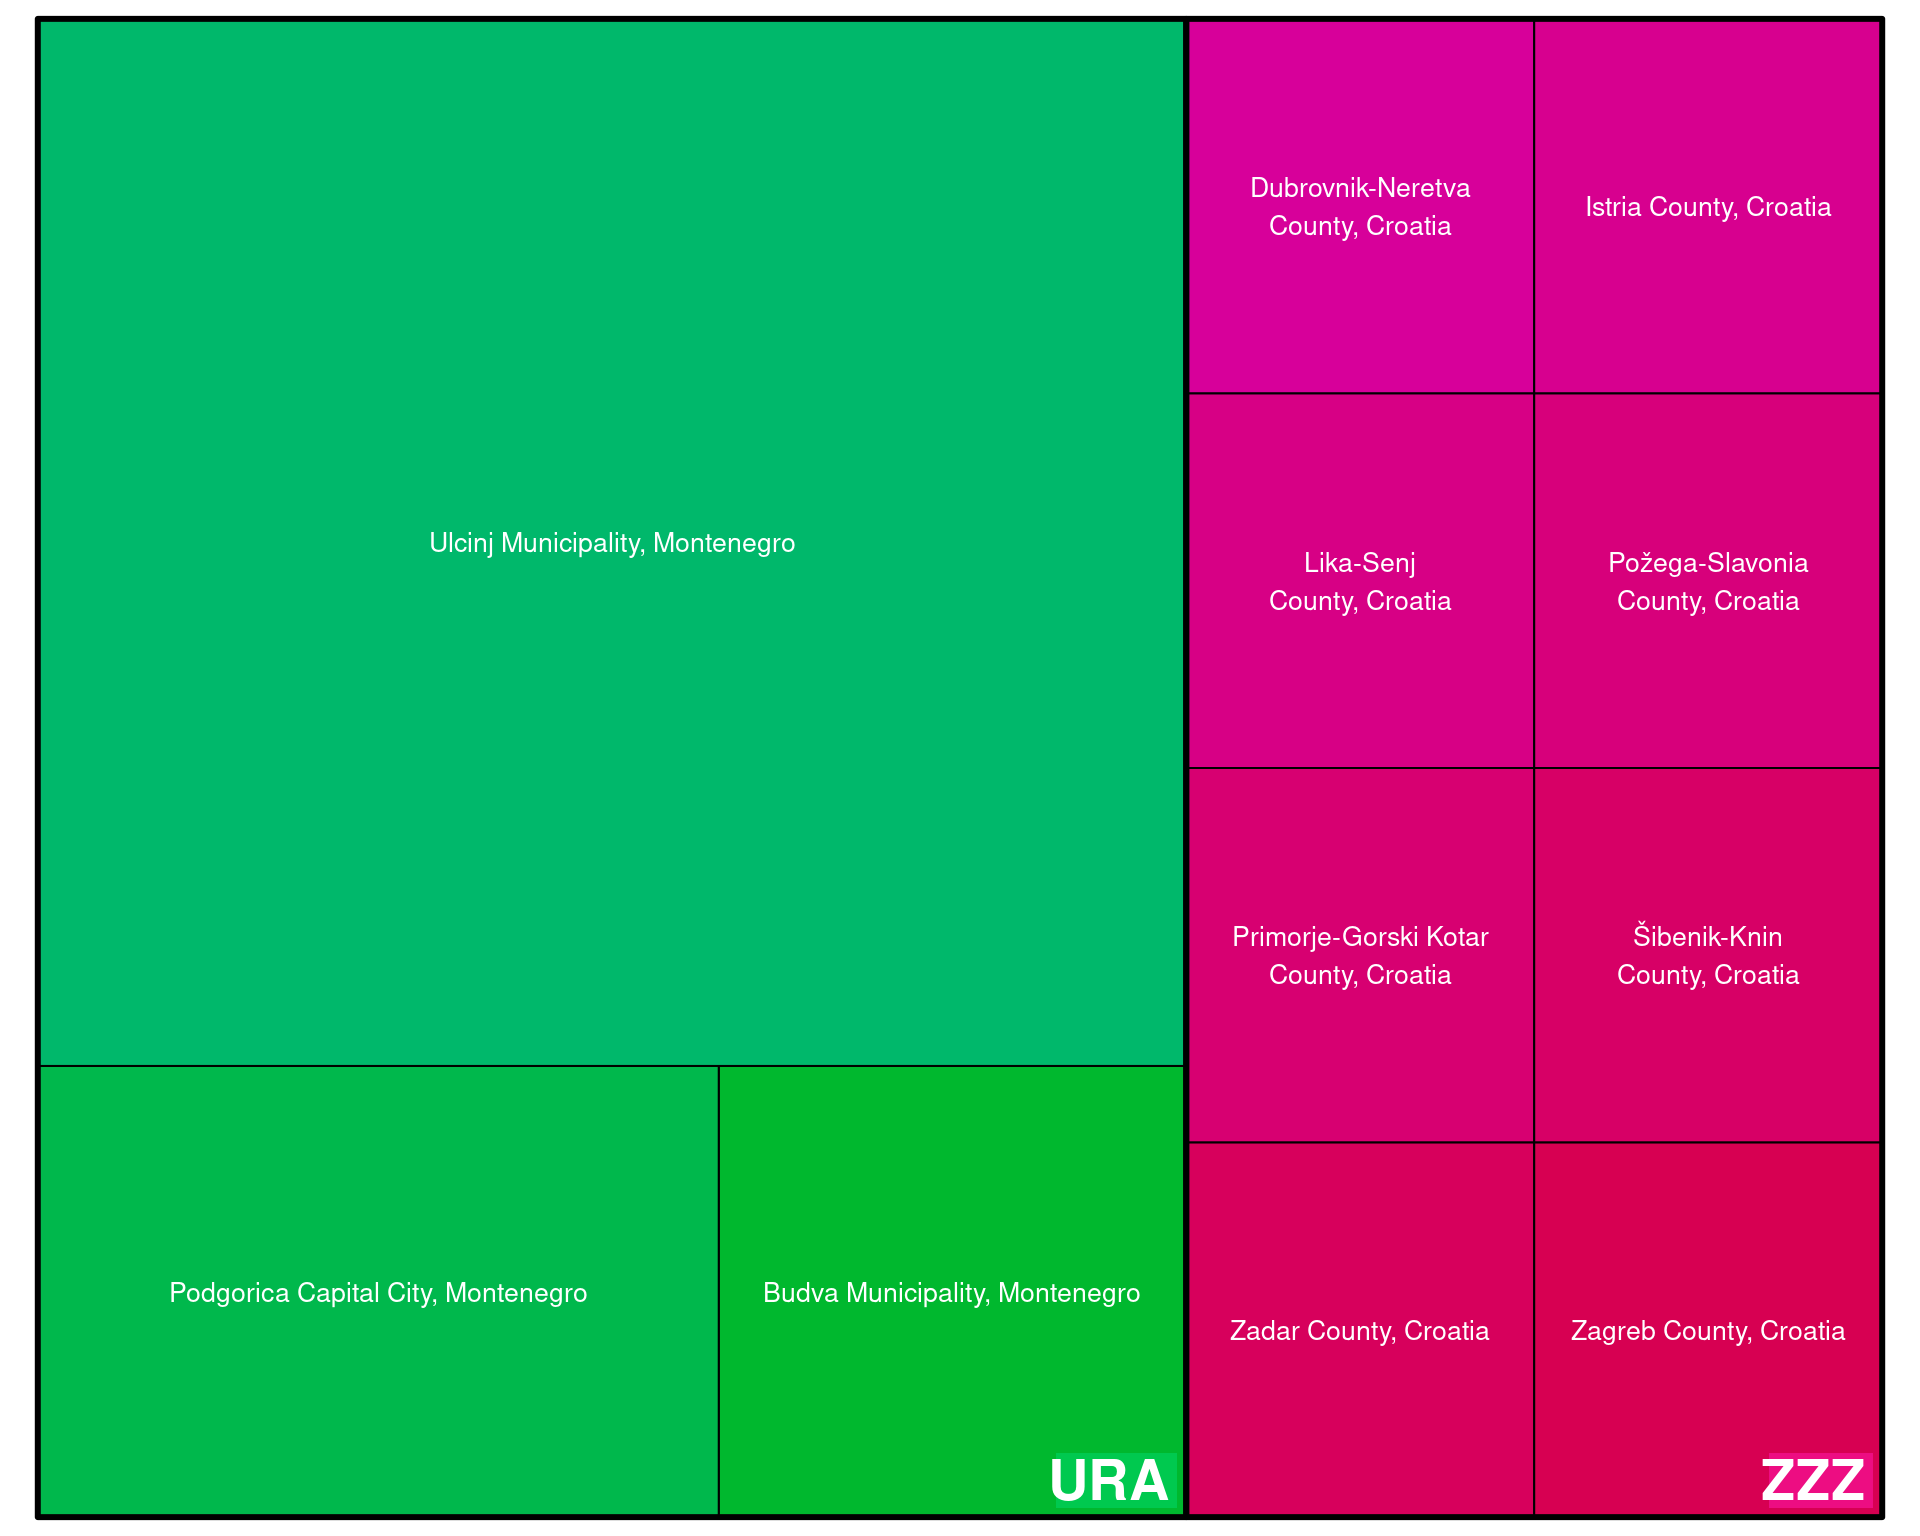 Ulcinj Municipality, Montenegro
Podgorica Capital City, Montenegro
Budva Municipality, Montenegro
URA
Dubrovnik-Neretva
County, Croatia
Istria County, Croatia
Lika-Senj
County, Croatia
Požega-Slavonia
County, Croatia
Primorje-Gorski Kotar
County, Croatia
Šibenik-Knin
County, Croatia
Zadar County, Croatia
Zagreb County, Croatia
ZZZ